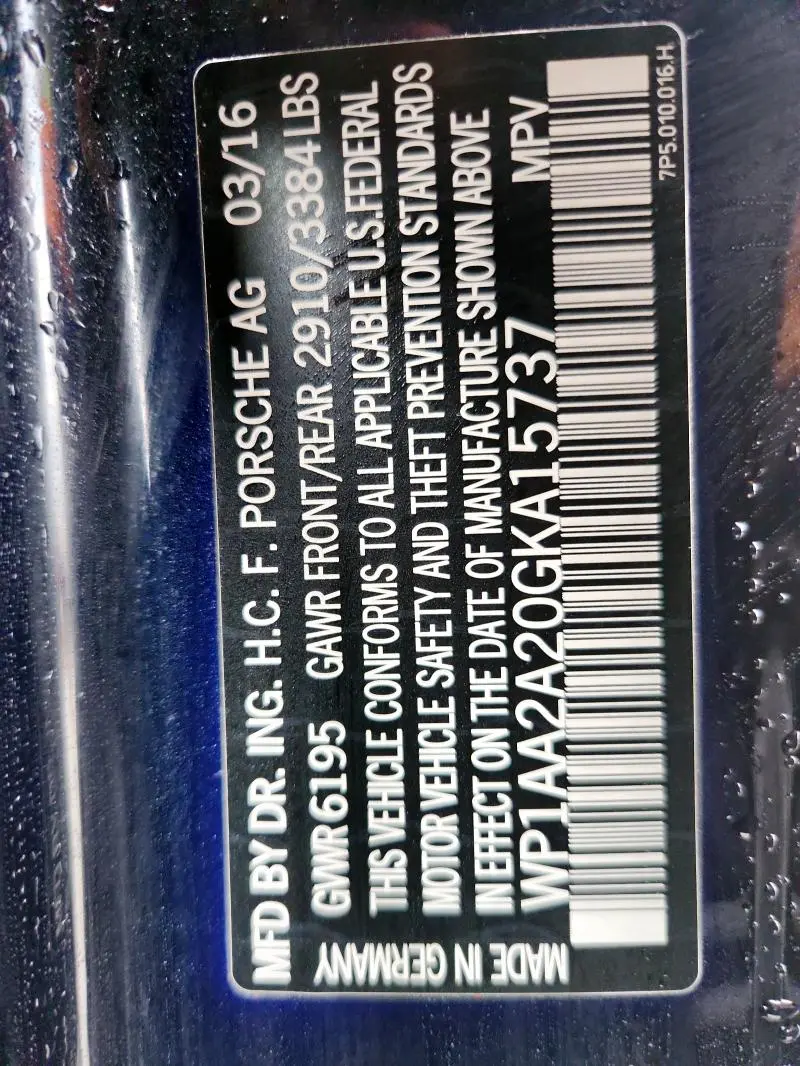 MFD BY DR. ING. H.C. F. PORSCHE AG 03/16
GVWR 6195 GAWR FRONT/REAR 2910/3384 LBS
THIS VEHICLE CONFORMS TO ALL APPLICABLE U.S.FEDERAL
MOTOR VEHICLE SAFETY AND THEFT PREVENTION STANDARDS
IN EFFECT ON THE DATE OF MANUFACTURE SHOWN ABOVE
WP1AA2A20GKA15737 MPV
MADE IN GERMANY
7P5.010.016.H